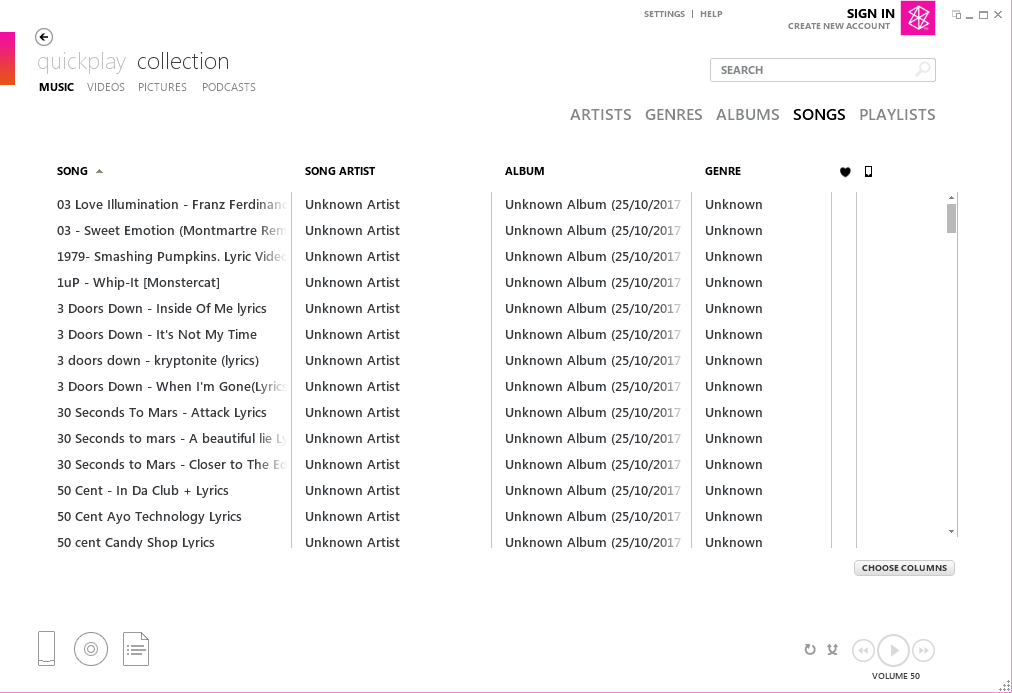 SETTINGS | HELP
SIGN IN
CREATE NEW ACCOUNT
quickplay collection
MUSIC VIDEOS PICTURES PODCASTS
SEARCH
ARTISTS GENRES ALBUMS SONGS PLAYLISTS
SONG SONG ARTIST ALBUM GENRE
03 Love Illumination - Franz Ferdinand Unknown Artist Unknown Album (25/10/2017 Unknown
03 - Sweet Emotion (Montmartre Rem Unknown Artist Unknown Album (25/10/2017 Unknown
1979- Smashing Pumpkins. Lyric Video Unknown Artist Unknown Album (25/10/2017 Unknown
1uP - Whip-It [Monstercat] Unknown Artist Unknown Album (25/10/2017 Unknown
3 Doors Down - Inside Of Me lyrics Unknown Artist Unknown Album (25/10/2017 Unknown
3 Doors Down - It's Not My Time Unknown Artist Unknown Album (25/10/2017 Unknown
3 doors down - kryptonite (lyrics) Unknown Artist Unknown Album (25/10/2017 Unknown
3 Doors Down - When I'm Gone(Lyrics Unknown Artist Unknown Album (25/10/2017 Unknown
30 Seconds To Mars - Attack Lyrics Unknown Artist Unknown Album (25/10/2017 Unknown
30 Seconds to mars - A beautiful lie Ly Unknown Artist Unknown Album (25/10/2017 Unknown
30 Seconds to Mars - Closer to The Ed Unknown Artist Unknown Album (25/10/2017 Unknown
50 Cent - In Da Club + Lyrics Unknown Artist Unknown Album (25/10/2017 Unknown
50 Cent Ayo Technology Lyrics Unknown Artist Unknown Album (25/10/2017 Unknown
50 cent Candy Shop Lyrics Unknown Artist Unknown Album (25/10/2017 Unknown
CHOOSE COLUMNS
VOLUME 50